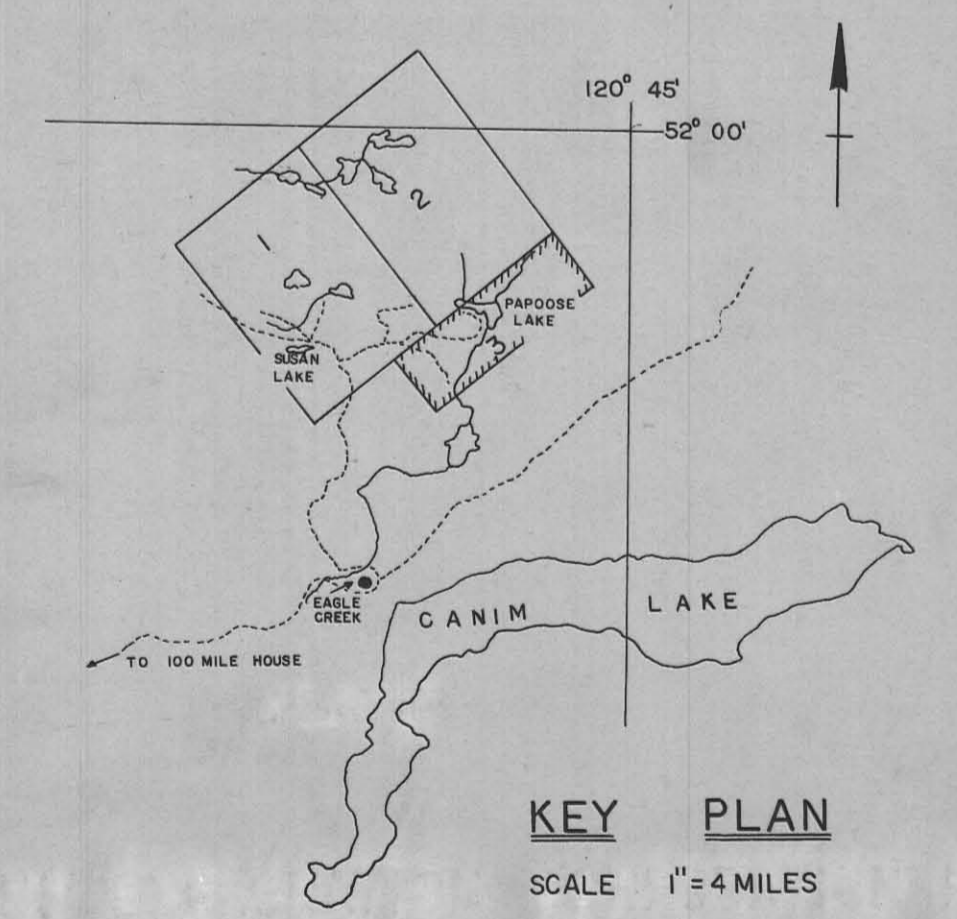 120° 45'
52° 00'
2
1
PAPOOSE
LAKE
3
SUSAN
LAKE
EAGLE
CREEK
CANIM LAKE
TO 100 MILE HOUSE
KEY PLAN
SCALE 1"=4 MILES